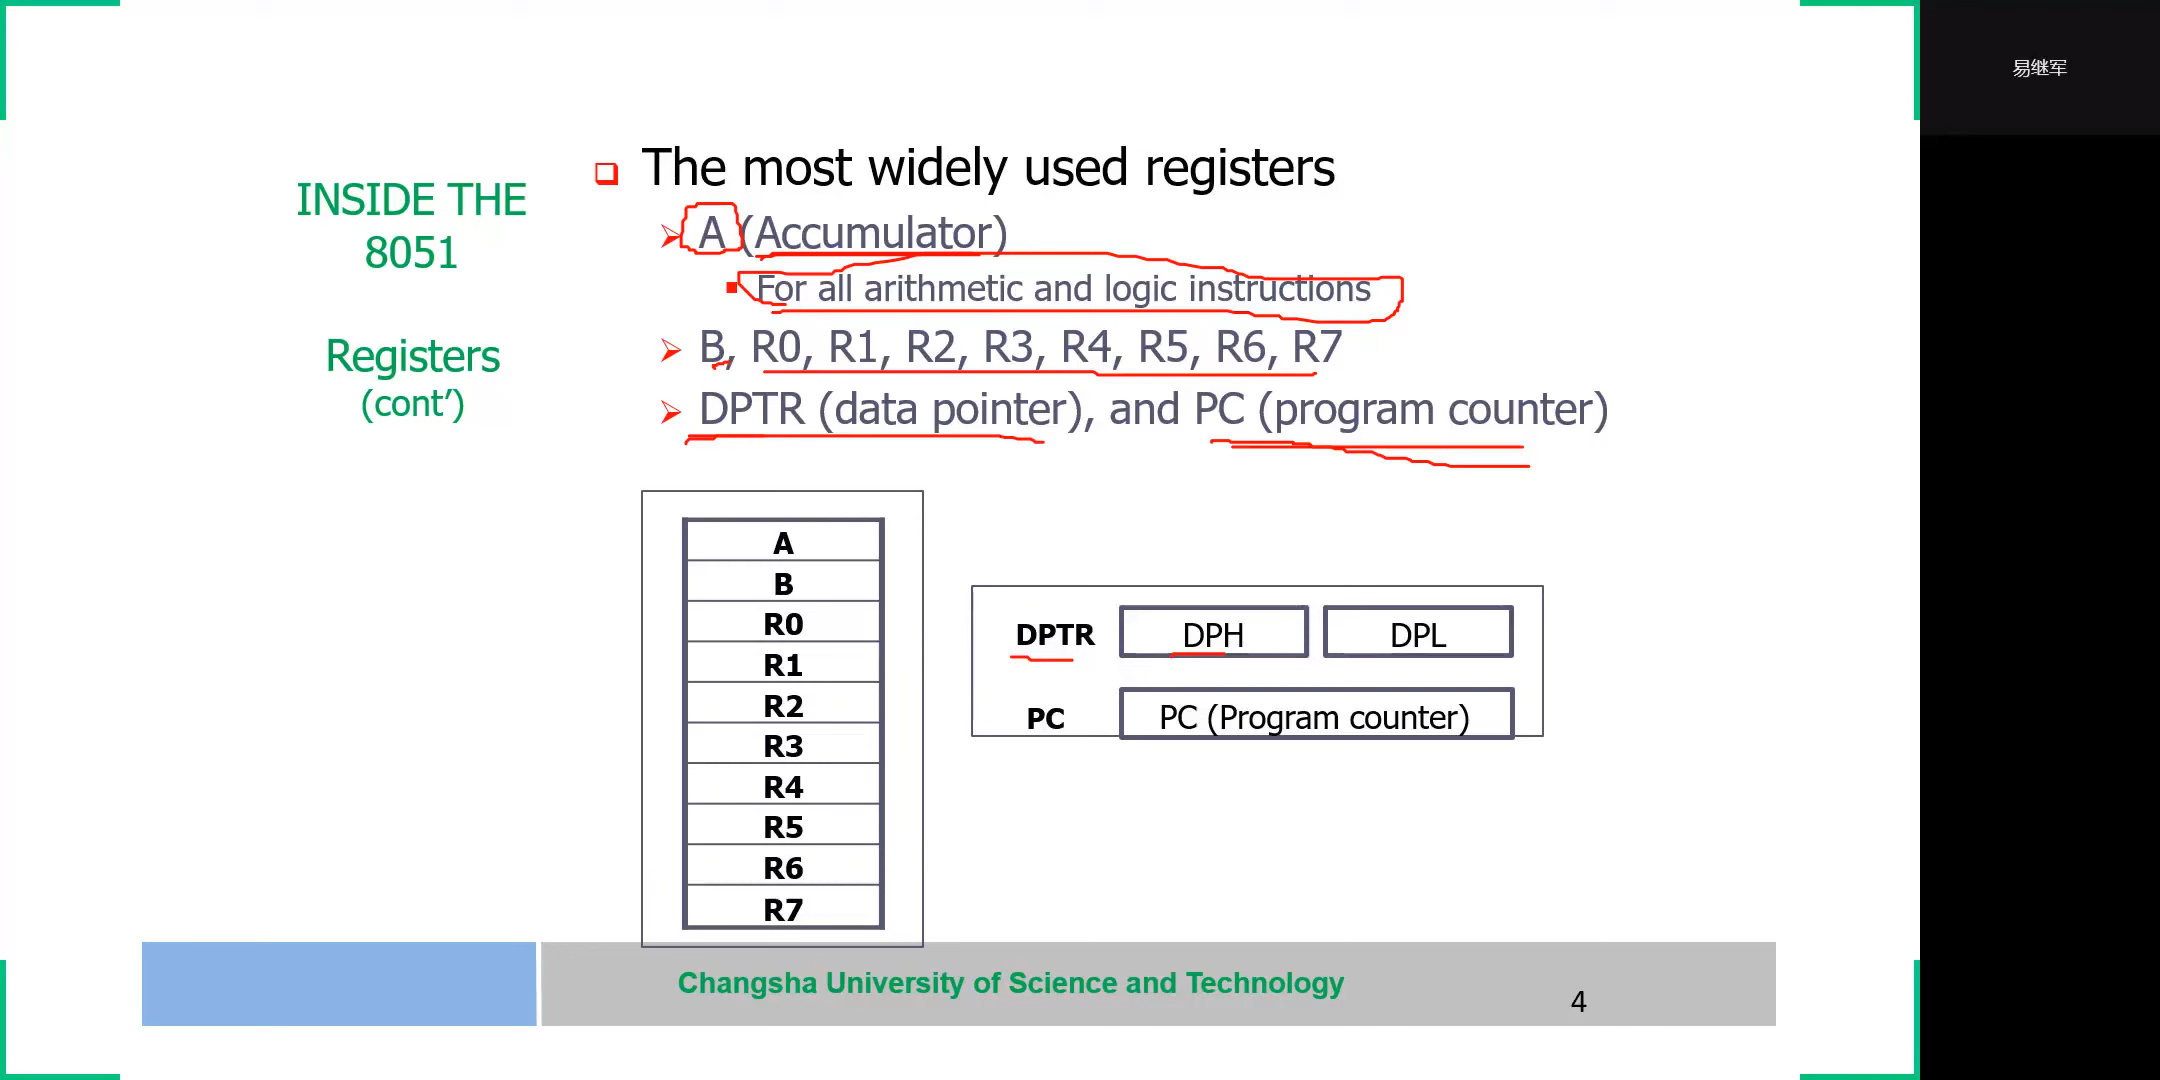 易继军
INSIDE THE
8051
Registers
(cont’)
The most widely used registers
A (Accumulator)
For all arithmetic and logic instructions
B, R0, R1, R2, R3, R4, R5, R6, R7
DPTR (data pointer), and PC (program counter)
A
B
R0
R1
R2
R3
R4
R5
R6
R7
DPTR DPH DPL
PC PC (Program counter)
Changsha University of Science and Technology
4